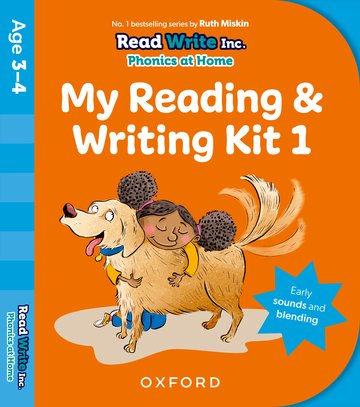 No. 1 bestselling series by Ruth Miskin
Read Write Inc.
Phonics at Home
My Reading &
Writing Kit 1
Early
sounds and
blending
OXFORD
Age 3–4
Read Write Inc.
Phonics at Home